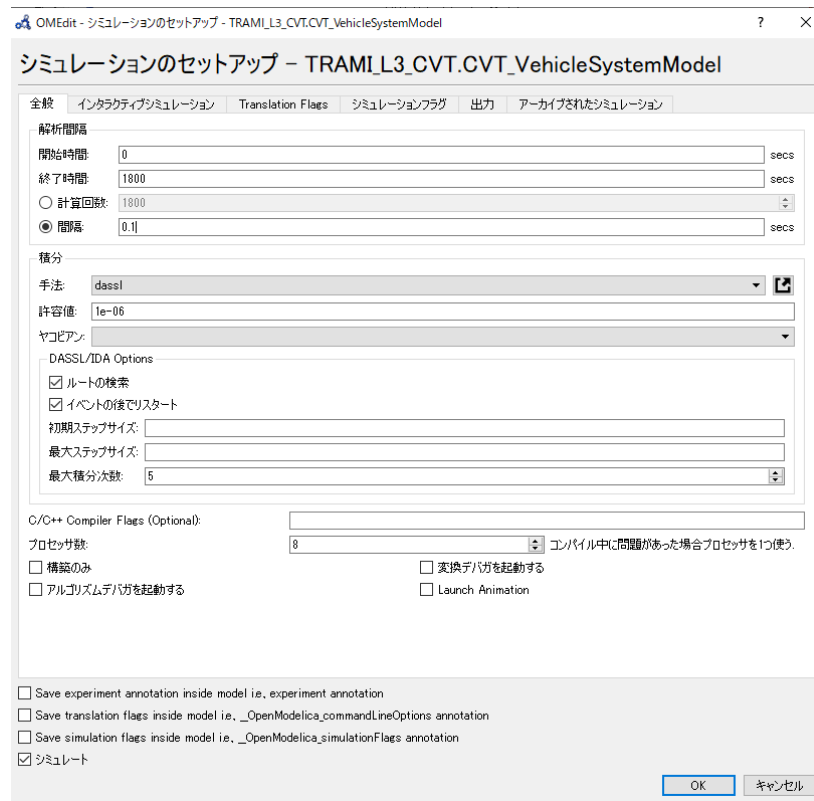 OMEdit - シミュレーションのセットアップ - TRAMI_L3_CVT.CVT_VehicleSystemModel
?
シミュレーションのセットアップ - TRAMI_L3_CVT.CVT_VehicleSystemModel
全般 インタラクティブシミュレーション Translation Flags シミュレーションフラグ 出力 アーカイブされたシミュレーション
解析間隔
開始時間: 0 secs
終了時間: 1800 secs
計算回数: 1800
間隔: 0.1 secs
積分
手法: dassl
許容値: 1e-06
ヤコビアン:
DASSL/IDA Options
ルートの検索
イベントの後でリスタート
初期ステップサイズ:
最大ステップサイズ:
最大積分次数: 5
C/C++ Compiler Flags (Optional):
プロセッサ数: 8 コンパイル中に問題があった場合プロセッサを1つ使う.
構築のみ 変換デバガを起動する
アルゴリズムデバガを起動する Launch Animation
Save experiment annotation inside model i.e., experiment annotation
Save translation flags inside model i.e., __OpenModelica_commandLineOptions annotation
Save simulation flags inside model i.e., __OpenModelica_simulationFlags annotation
シミュレート
OK キャンセル